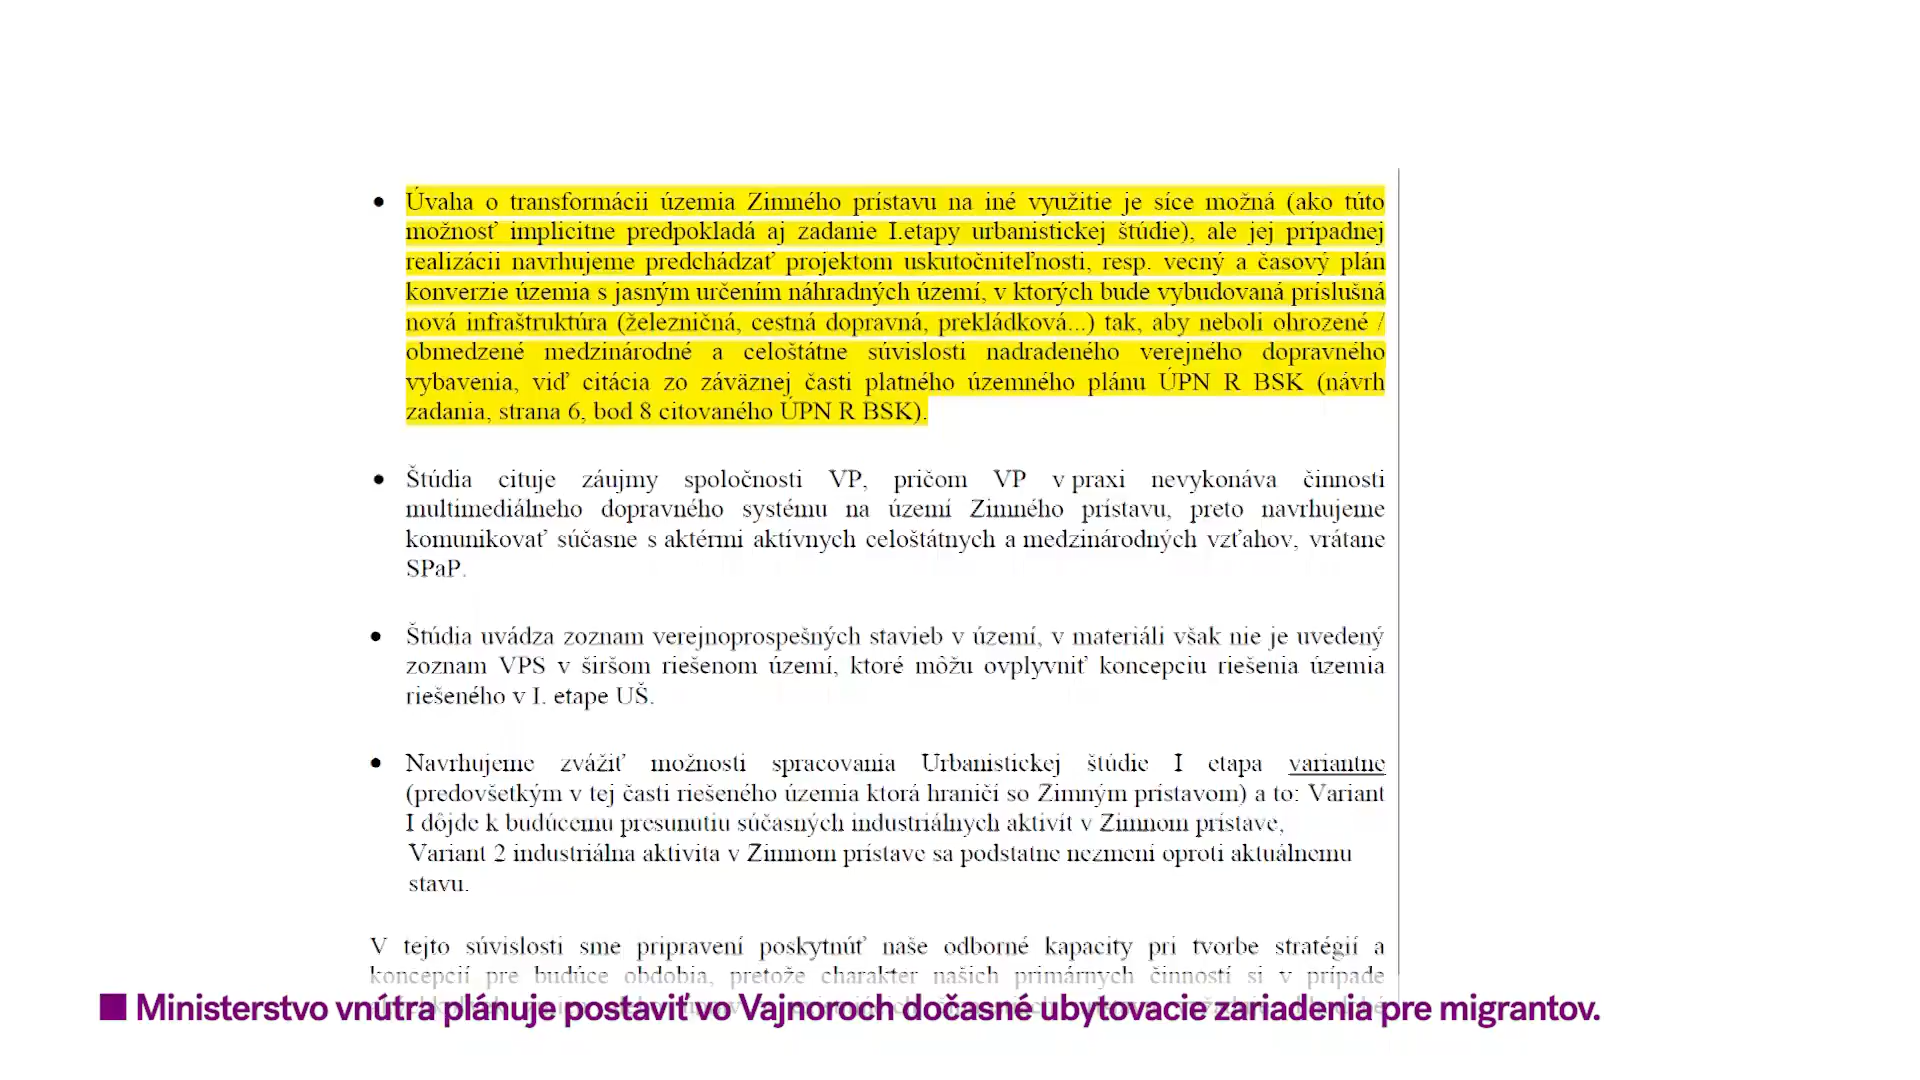 • Úvaha o transformácii územia Zimného prístavu na iné využitie je síce možná (ako túto
možnosť implicitne predpokladá aj zadanie I.etapy urbanistickej štúdie), ale jej prípadnej
realizácii navrhujeme predchádzať projektom uskutočniteľnosti, resp. vecný a časový plán
konverzie územia s jasným určením náhradných území, v ktorých bude vybudovaná príslušná
nová infraštruktúra (železničná, cestná dopravná, prekládková...) tak, aby neboli ohrozené /
obmedzené medzinárodné a celoštátne súvislosti nadradeného verejného dopravného
vybavenia, viď citácia zo záväznej časti platného územného plánu ÚPN R BSK (návrh
zadania, strana 6, bod 8 citovaného ÚPN R BSK).
• Štúdia cituje záujmy spoločnosti VP, pričom VP v praxi nevykonáva činnosti
multimediálneho dopravného systému na území Zimného prístavu, preto navrhujeme
komunikovať súčasne s aktérmi aktívnych celoštátnych a medzinárodných vzťahov, vrátane
SPaP.
• Štúdia uvádza zoznam verejnoprospešných stavieb v území, v materiáli však nie je uvedený
zoznam VPS v širšom riešenom území, ktoré môžu ovplyvniť koncepciu riešenia územia
riešeného v I. etape UŠ.
• Navrhujeme zvážiť možnosti spracovania Urbanistickej štúdie I etapa variantne
(predovšetkým v tej časti riešeného územia ktorá hraničí so Zimným prístavom) a to: Variant
I dôjde k budúcemu presunutiu súčasných industriálnych aktivít v Zimnom prístave,
Variant 2 industriálna aktivita v Zimnom prístave sa podstatne nezmení oproti aktuálnemu
stavu.
V tejto súvislosti sme pripravení poskytnúť naše odborné kapacity pri tvorbe stratégií a
koncepcií pre budúce obdobia, pretože charakter našich primárnych činností si v prípade
■ Ministerstvo vnútra plánuje postaviť vo Vajnoroch dočasné ubytovacie zariadenia pre migrantov.